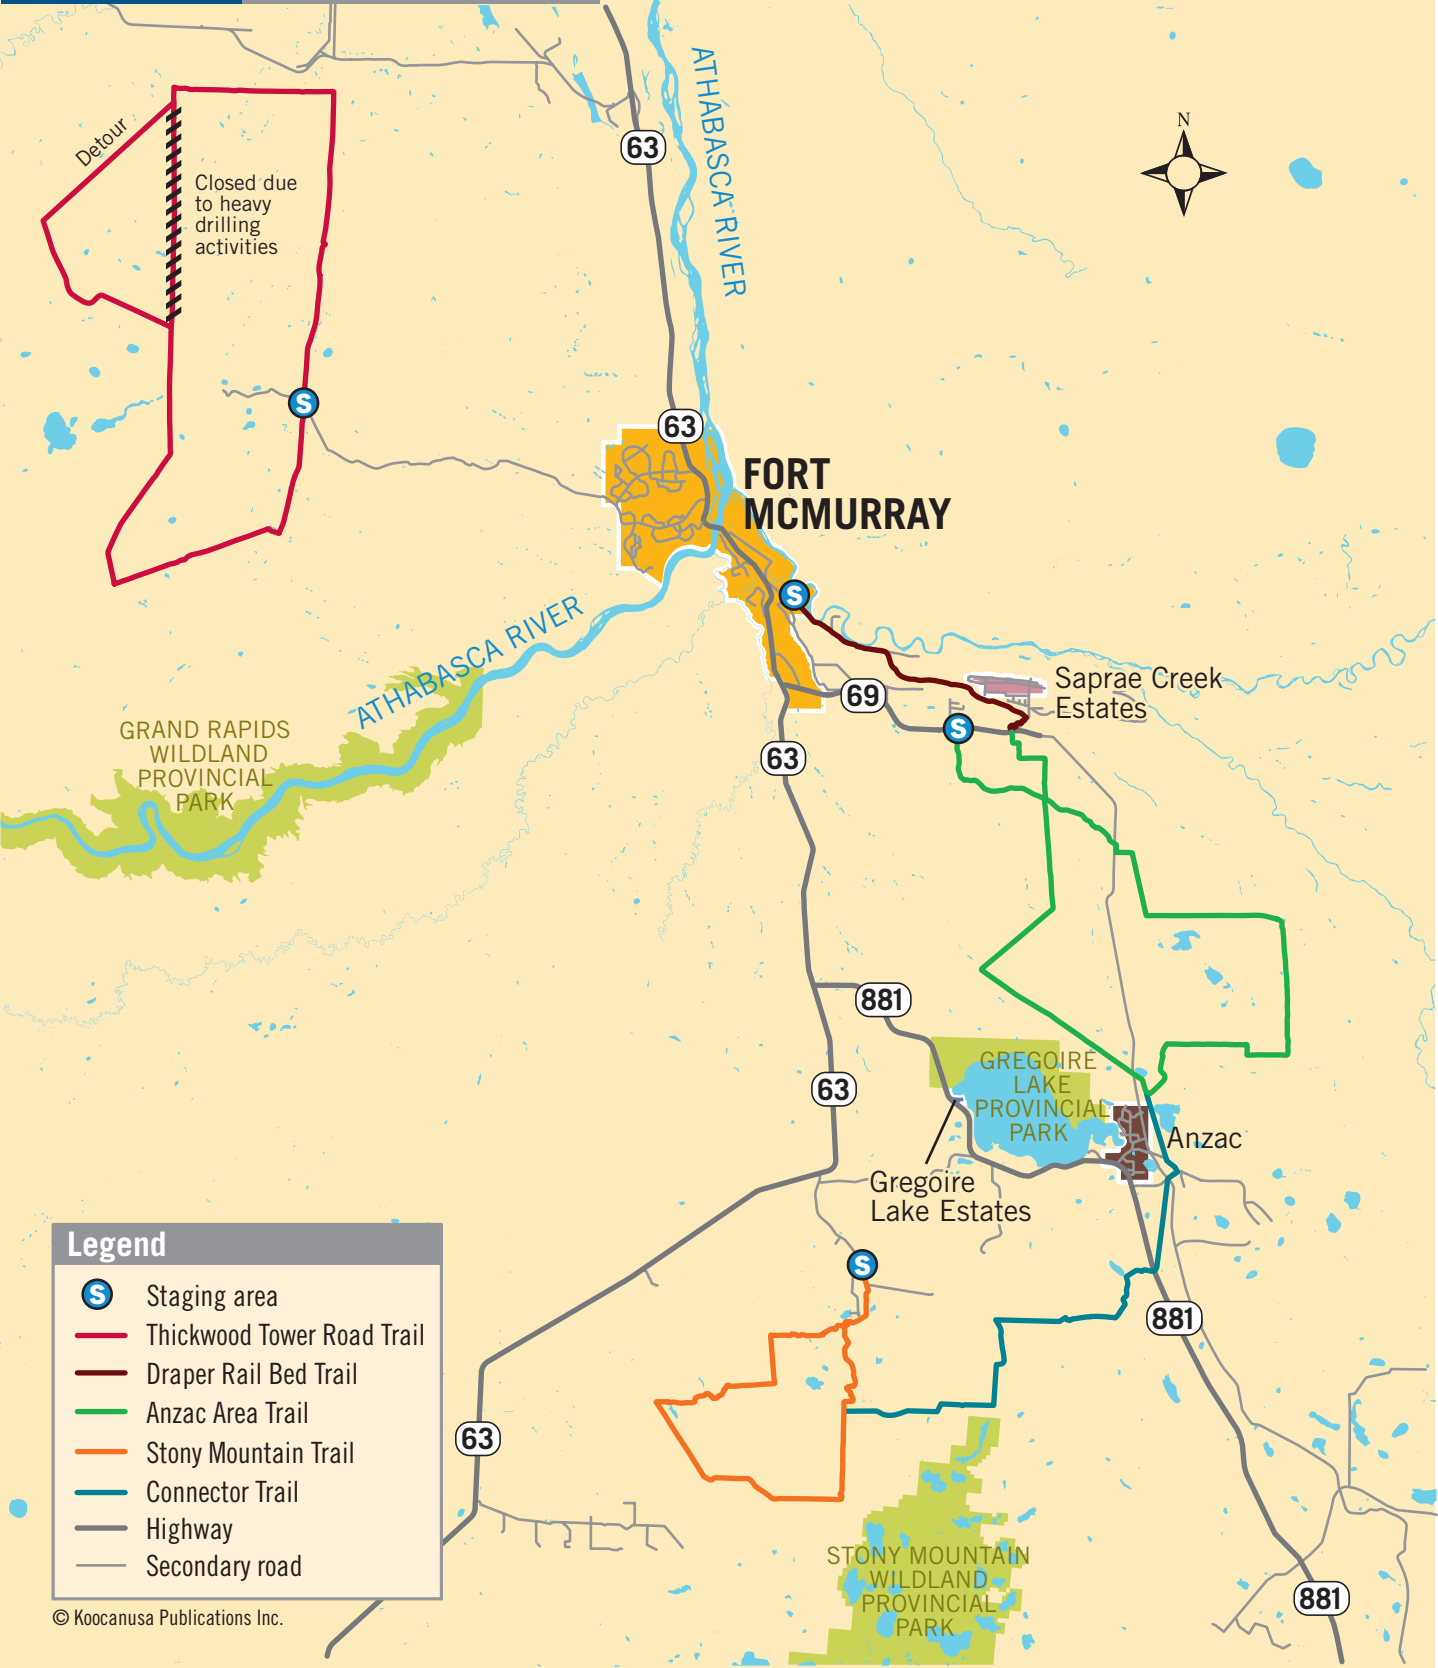 N
Detour
Closed due
to heavy
drilling
activities
63
ATHABASCA RIVER
63
FORT
MCMURRAY
S
S
ATHABASCA RIVER
Saprae Creek
Estates
69
S
GRAND RAPIDS
WILDLAND
PROVINCIAL
PARK
63
881
GREGOIRE
LAKE
PROVINCIAL
PARK
63
Anzac
Gregoire
Lake Estates
S
881
63
STONY MOUNTAIN
WILDLAND
PROVINCIAL
PARK
881
Legend
S Staging area
Thickwood Tower Road Trail
Draper Rail Bed Trail
Anzac Area Trail
Stony Mountain Trail
Connector Trail
Highway
Secondary road
© Koocanusa Publications Inc.